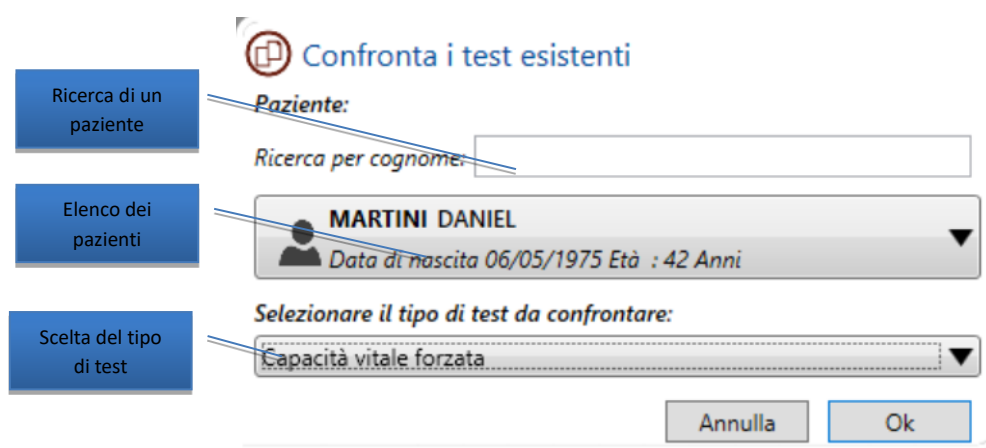 Confronta i test esistenti
Ricerca di un
paziente
Paziente:
Ricerca per cognome:
Elenco dei
pazienti
MARTINI DANIEL
Data di nascita 06/05/1975 Età : 42 Anni
Selezionare il tipo di test da confrontare:
Scelta del tipo
di test
Capacità vitale forzata
Annulla
Ok